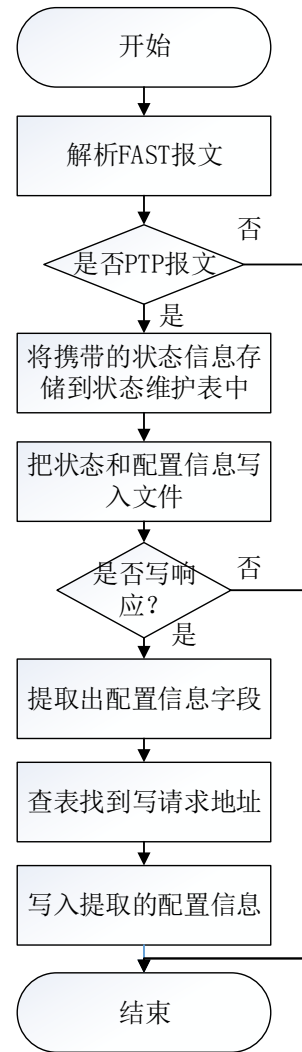 开始
解析FAST报文
否
是否PTP报文
是
将携带的状态信息存
储到状态维护表中
把状态和配置信息写
入文件
是否写响
应?
否
是
提取出配置信息字段
查表找到写请求地址
写入提取的配置信息
结束